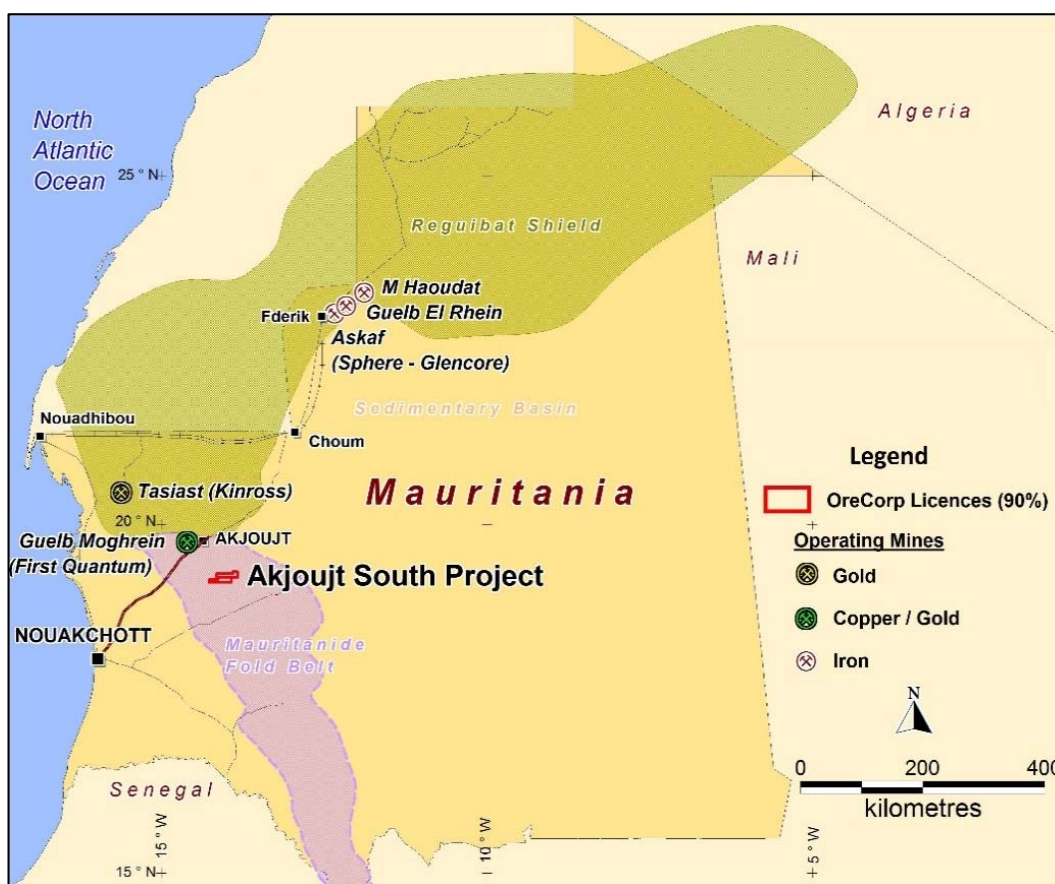 North
Atlantic
Ocean
Algeria
25 ° N
Reguibat Shield
Mali
M Haoudat
Fderik
Guelb El Rhein
Askaf
(Sphere - Glencore)
Sedimentary Basin
Nouadhibou
Choum
Legend
Mauritania
OreCorp Licences (90%)
Tasiast (Kinross)
20 ° N
Operating Mines
Guelb Moghrein
(First Quantum)
AKJOUJT
Gold
Akjoujt South Project
Copper / Gold
NOUAKCHOTT
Mauritanide
Fold Belt
Iron
N
0 200 400
kilometres
Senegal
15 ° W
10 ° W
5 ° W
15 ° N